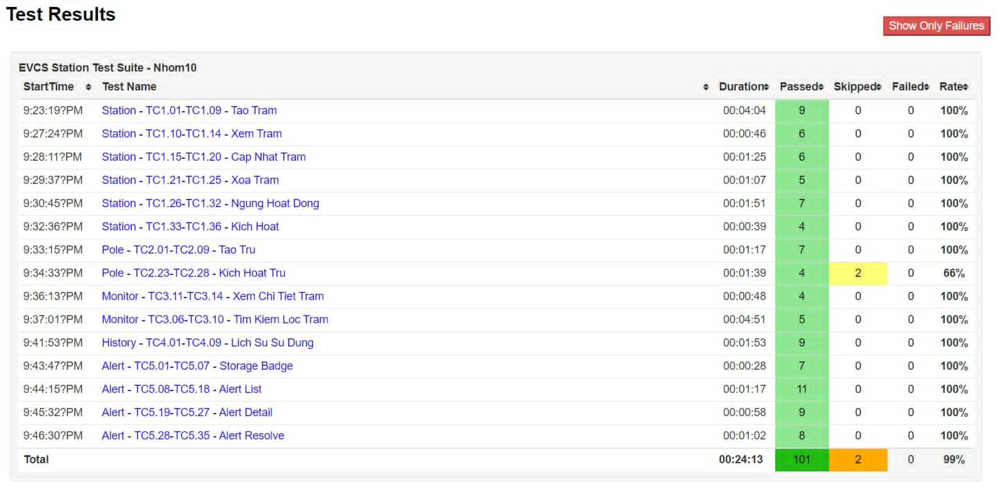 Test Results
Show Only Failures
EVCS Station Test Suite - Nhom10
StartTime Test Name Duration Passed Skipped Failed Rate
9:23:19?PM Station - TC1.01-TC1.09 - Tao Tram 00:04:04 9 0 0 100%
9:27:24?PM Station - TC1.10-TC1.14 - Xem Tram 00:00:46 6 0 0 100%
9:28:11?PM Station - TC1.15-TC1.20 - Cap Nhat Tram 00:01:25 6 0 0 100%
9:29:37?PM Station - TC1.21-TC1.25 - Xoa Tram 00:01:07 5 0 0 100%
9:30:45?PM Station - TC1.26-TC1.32 - Ngung Hoat Dong 00:01:51 7 0 0 100%
9:32:36?PM Station - TC1.33-TC1.36 - Kich Hoat 00:00:39 4 0 0 100%
9:33:15?PM Pole - TC2.01-TC2.09 - Tao Tru 00:01:17 7 0 0 100%
9:34:33?PM Pole - TC2.23-TC2.28 - Kich Hoat Tru 00:01:39 4 2 0 66%
9:36:13?PM Monitor - TC3.11-TC3.14 - Xem Chi Tiet Tram 00:00:48 4 0 0 100%
9:37:01?PM Monitor - TC3.06-TC3.10 - Tim Kiem Loc Tram 00:04:51 5 0 0 100%
9:41:53?PM History - TC4.01-TC4.09 - Lich Su Su Dung 00:01:53 9 0 0 100%
9:43:47?PM Alert - TC5.01-TC5.07 - Storage Badge 00:00:28 7 0 0 100%
9:44:15?PM Alert - TC5.08-TC5.18 - Alert List 00:01:17 11 0 0 100%
9:45:32?PM Alert - TC5.19-TC5.27 - Alert Detail 00:00:58 9 0 0 100%
9:46:30?PM Alert - TC5.28-TC5.35 - Alert Resolve 00:01:02 8 0 0 100%
Total 00:24:13 101 2 0 99%